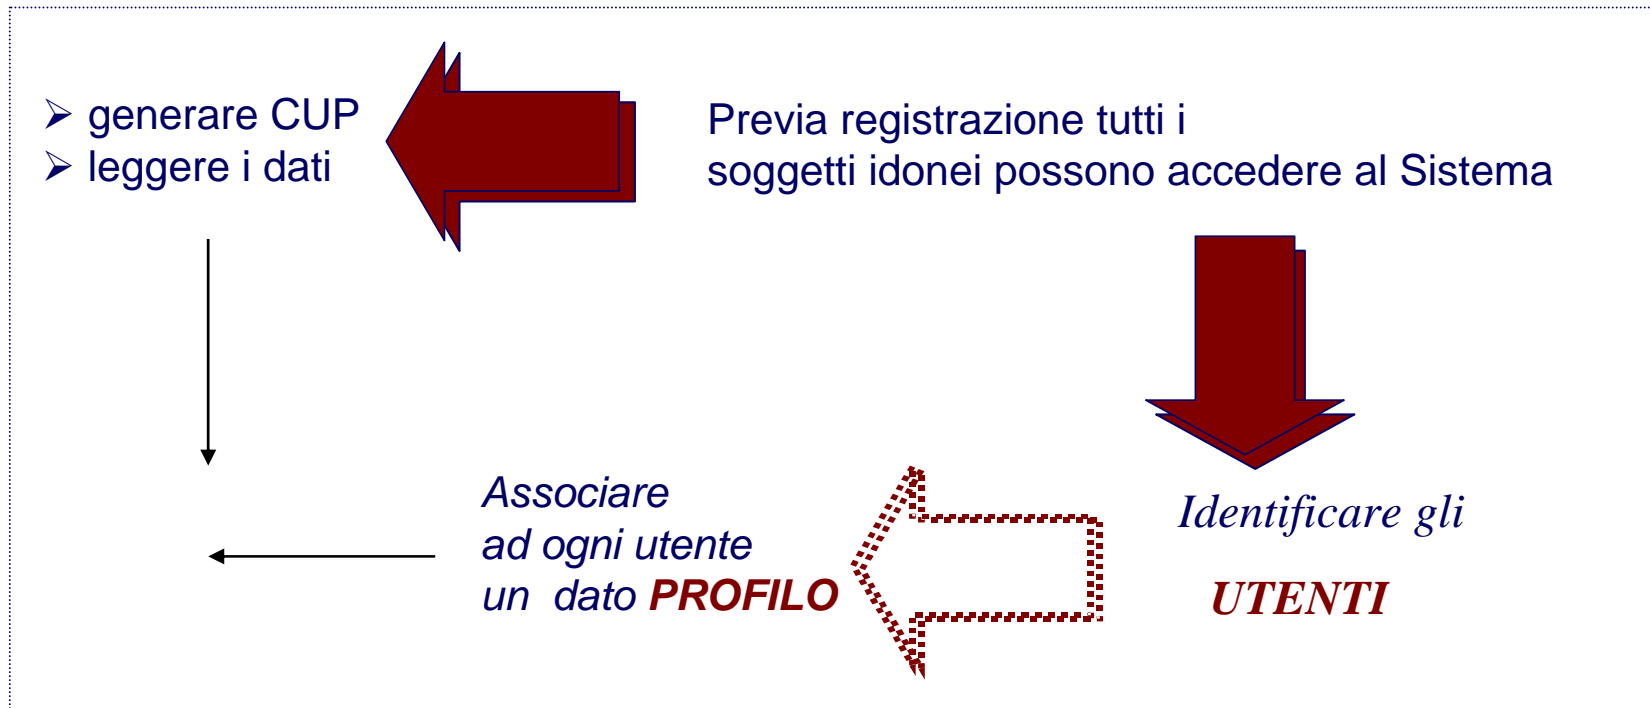 ➢ generare CUP
➢ leggere i dati
Previa registrazione tutti i
soggetti idonei possono accedere al Sistema
Associare
ad ogni utente
un dato PROFILO
Identificare gli
UTENTI